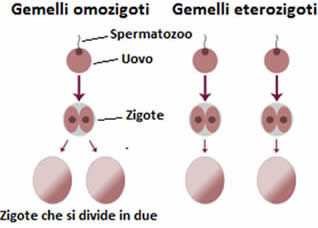 Gemelli omozigoti
Gemelli eterozigoti
Spermatozoo
Uovo
Zigote
Zigote che si divide in due